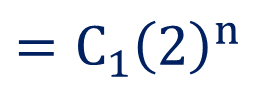 = C₁(2)ⁿ